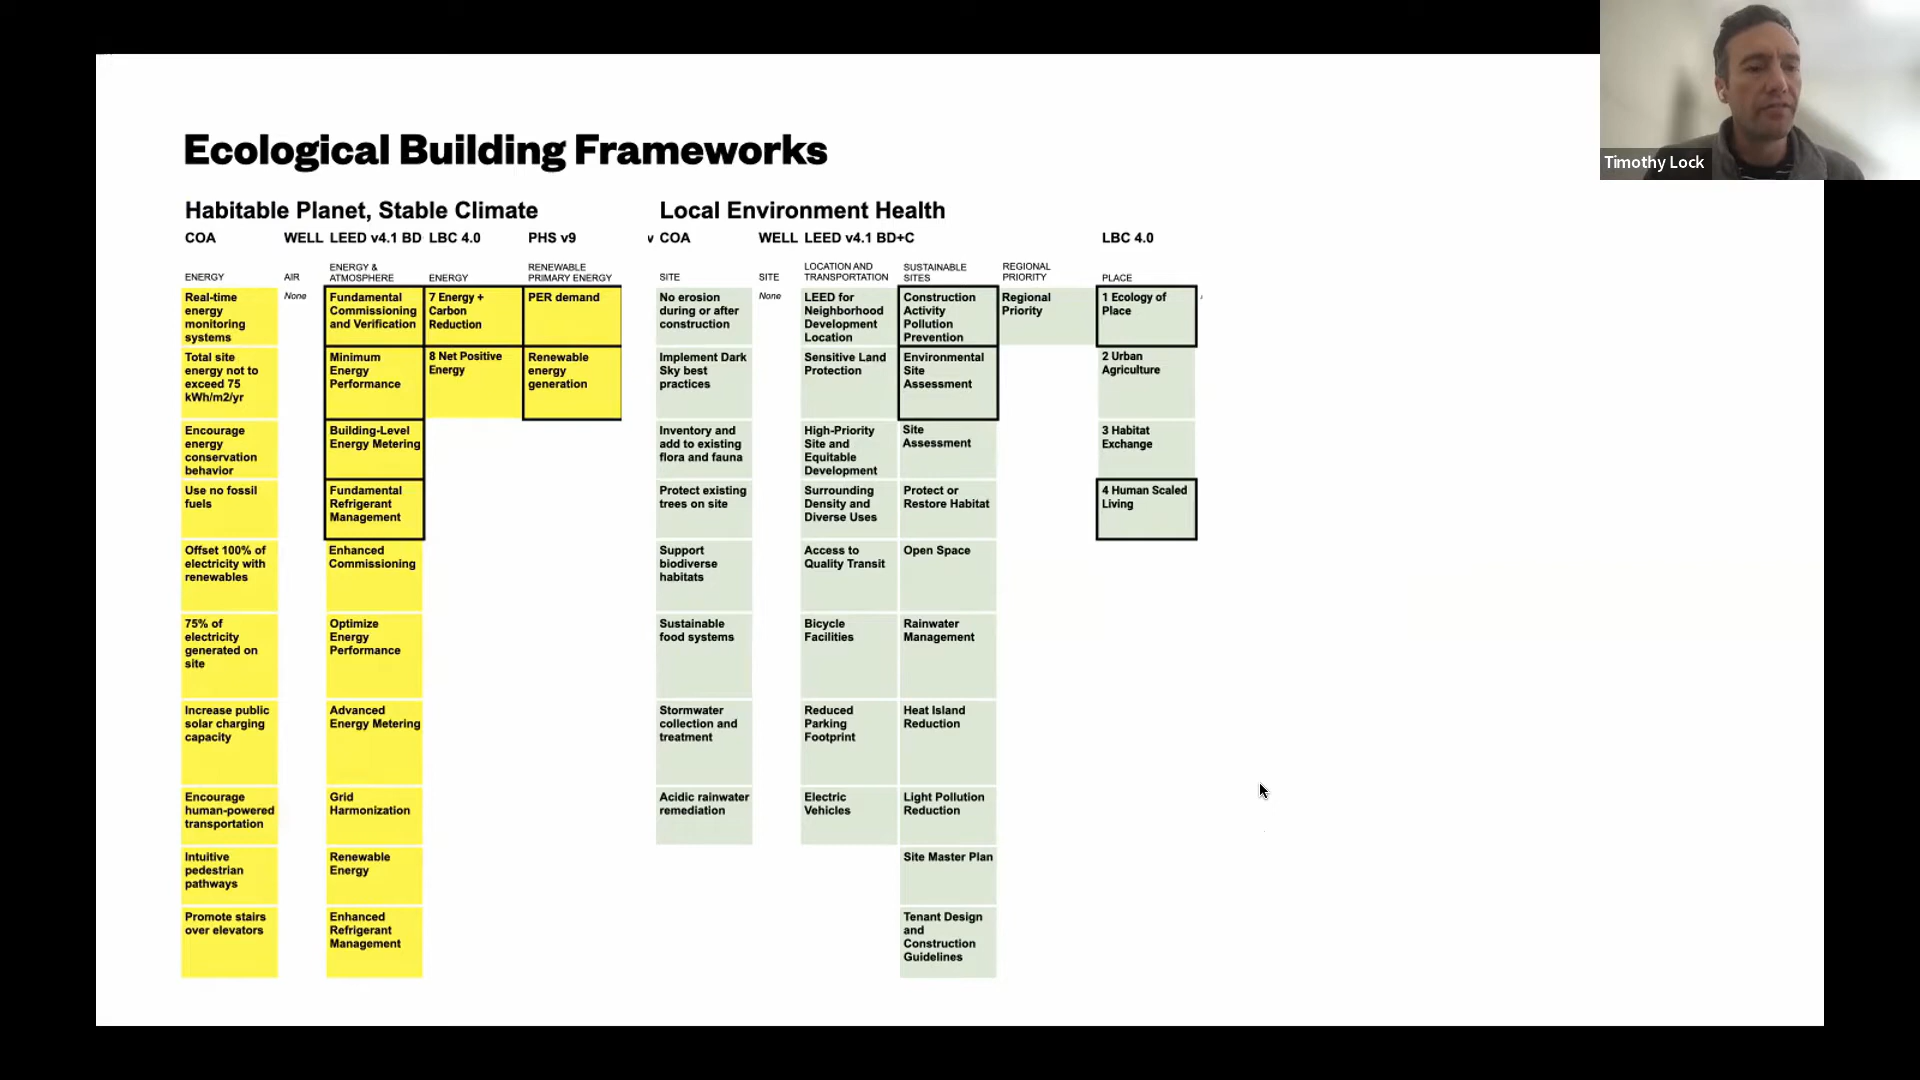 Timothy Lock
Ecological Building Frameworks
Habitable Planet, Stable Climate
COA
WELL
LEED v4.1 BD
LBC 4.0
PHS v9
ENERGY
AIR
ENERGY &
ATMOSPHERE
ENERGY
RENEWABLE
PRIMARY ENERGY
Real-time
energy
monitoring
systems
Total site
energy not to
exceed 75
kWh/m2/yr
Encourage
energy
conservation
behavior
Use no fossil
fuels
Offset 100% of
electricity with
renewables
75% of
electricity
generated on
site
Increase public
solar charging
capacity
Encourage
human-powered
transportation
Intuitive
pedestrian
pathways
Promote stairs
over elevators
None
Fundamental
Commissioning
and Verification
Minimum
Energy
Performance
Building-Level
Energy Metering
Fundamental
Refrigerant
Management
Enhanced
Commissioning
Optimize
Energy
Performance
Advanced
Energy Metering
Grid
Harmonization
Renewable
Energy
Enhanced
Refrigerant
Management
7 Energy +
Carbon
Reduction
8 Net Positive
Energy
PER demand
Renewable
energy
generation
Local Environment Health
v COA
WELL
LEED v4.1 BD+C
LBC 4.0
SITE
SITE
LOCATION AND
TRANSPORTATION
SUSTAINABLE
SITES
REGIONAL
PRIORITY
PLACE
No erosion
during or after
construction
Implement Dark
Sky best
practices
Inventory and
add to existing
flora and fauna
Protect existing
trees on site
Support
biodiverse
habitats
Sustainable
food systems
Stormwater
collection and
treatment
Acidic rainwater
remediation
None
LEED for
Neighborhood
Development
Location
Sensitive Land
Protection
High-Priority
Site and
Equitable
Development
Surrounding
Density and
Diverse Uses
Access to
Quality Transit
Bicycle
Facilities
Reduced
Parking
Footprint
Electric
Vehicles
Construction
Activity
Pollution
Prevention
Environmental
Site
Assessment
Site
Assessment
Protect or
Restore Habitat
Open Space
Rainwater
Management
Heat Island
Reduction
Light Pollution
Reduction
Site Master Plan
Tenant Design
and
Construction
Guidelines
Regional
Priority
1 Ecology of
Place
2 Urban
Agriculture
3 Habitat
Exchange
4 Human Scaled
Living